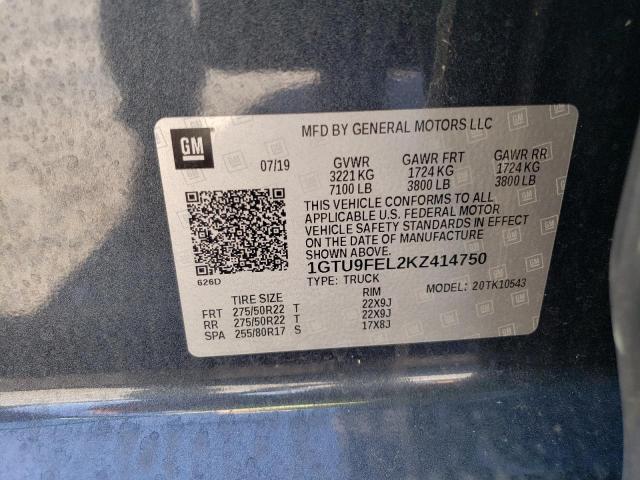 GM
MFD BY GENERAL MOTORS LLC
07/19 GVWR GAWR FRT GAWR RR
3221 KG 1724 KG 1724 KG
7100 LB 3800 LB 3800 LB
THIS VEHICLE CONFORMS TO ALL
APPLICABLE U.S. FEDERAL MOTOR
VEHICLE SAFETY STANDARDS IN EFFECT
ON THE DATE OF MANUFACTURE
SHOWN ABOVE.
626D
1GTU9FEL2KZ414750
TYPE: TRUCK MODEL: 20TK10543
TIRE SIZE RIM
FRT 275/50R22 T 22X9J
RR 275/50R22 T 22X9J
SPA 255/80R17 S 17X8J